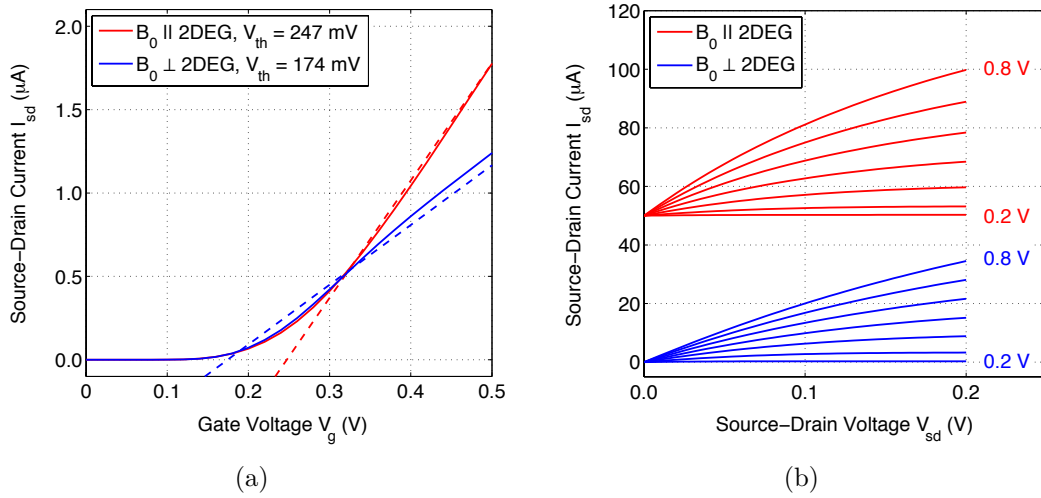 B0 || 2DEG, Vth = 247 mV
B0 ⊥ 2DEG, Vth = 174 mV
Source−Drain Current Isd (μA)
2.0
1.5
1.0
0.5
0.0
0 0.1 0.2 0.3 0.4 0.5
Gate Voltage Vg (V)
(a)
B0 || 2DEG
B0 ⊥ 2DEG
Source−Drain Current Isd (μA)
120
100
80
60
40
20
0
0.8 V
0.2 V
0.8 V
0.2 V
0.0 0.1 0.2
Source−Drain Voltage Vsd (V)
(b)